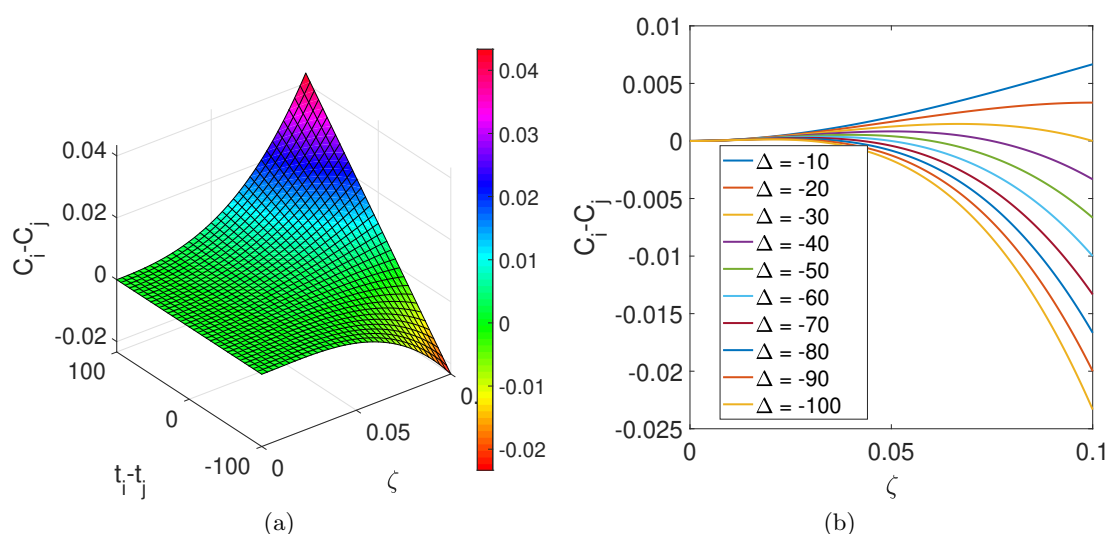 0.04
0.02
0
-0.02
C_i-C_j
100
0
-100
t_i-t_j
0
0.05
0.
ζ
0.04
0.03
0.02
0.01
0
-0.01
-0.02
(a)
0.01
0.005
0
-0.005
-0.01
-0.015
-0.02
-0.025
C_i-C_j
Δ = -10
Δ = -20
Δ = -30
Δ = -40
Δ = -50
Δ = -60
Δ = -70
Δ = -80
Δ = -90
Δ = -100
0
0.05
0.1
ζ
(b)